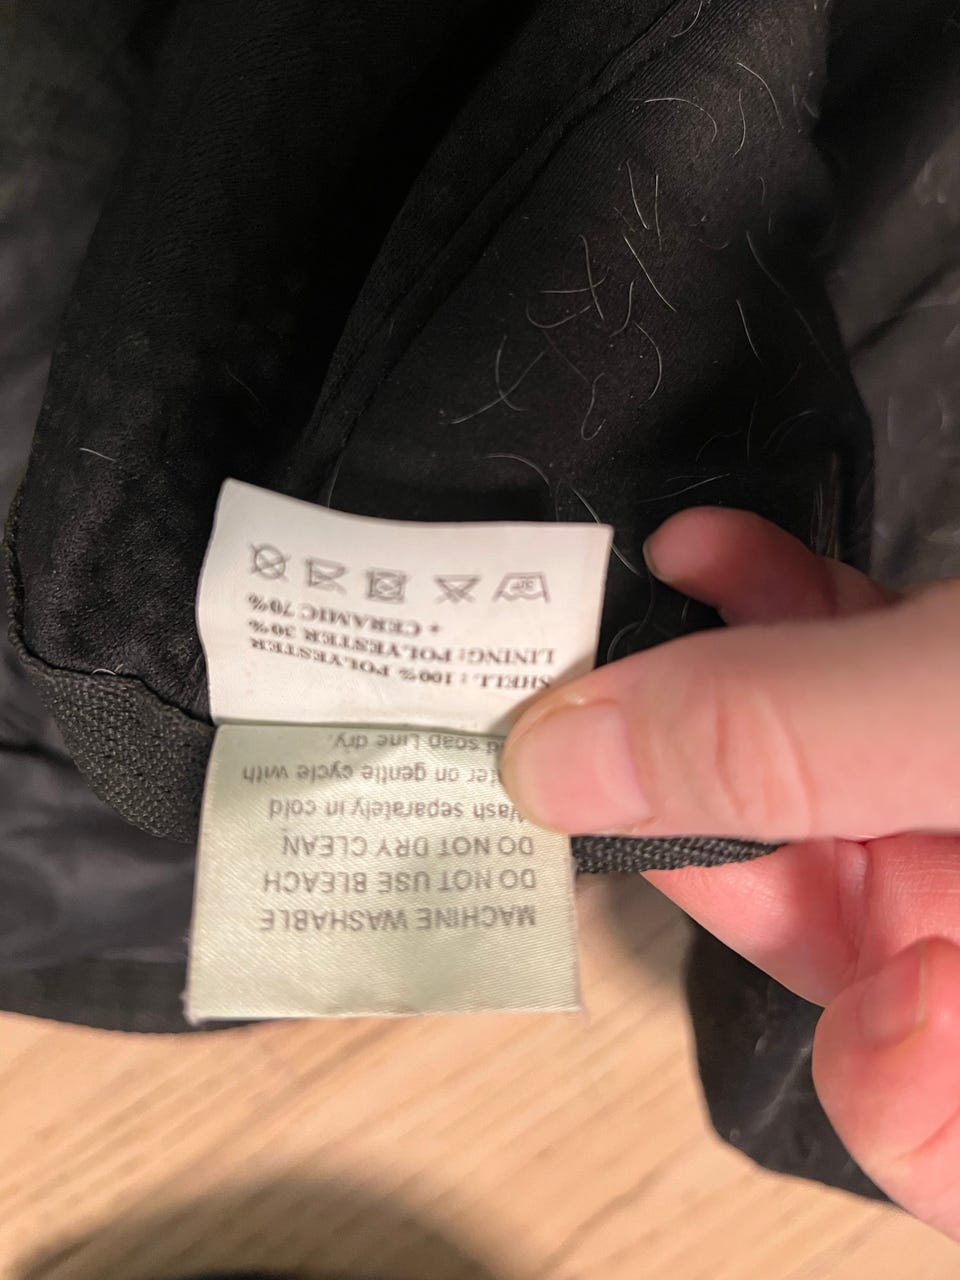 MACHINE WASHABLE
DO NOT USE BLEACH
DO NOT DRY CLEAN
Wash separately in cold
on gentle cycle with
soap Line dry.
SHELL: 100% POLYESTER
LINING: POLYESTER 30%
+ CERAMIC 70%